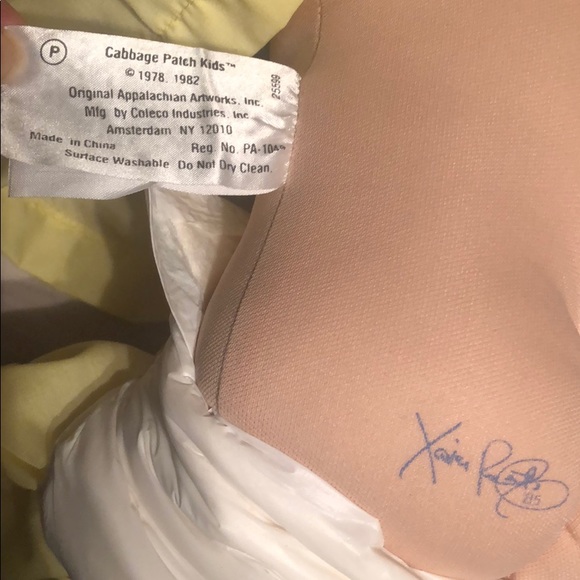 P
Cabbage Patch Kids™
© 1978, 1982
Original Appalachian Artworks, Inc.
Mfg by Coleco Industries, Inc
Amsterdam NY 12010
Made in China Reg. No. PA-104
Surface Washable Do Not Dry Clean.
25599
Xavier Roberts
'85